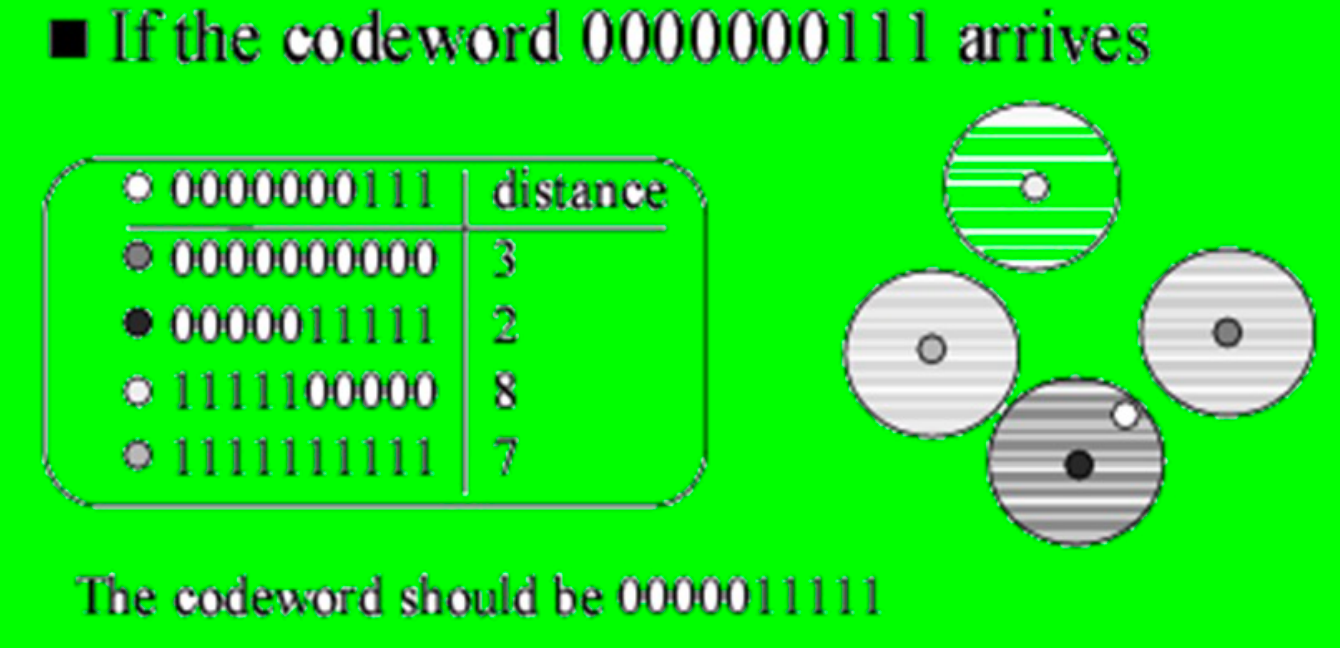 ■ If the codeword 0000000111 arrives
0000000111 distance
0000000000 3
0000011111 2
1111100000 8
1111111111 7
The codeword should be 0000011111